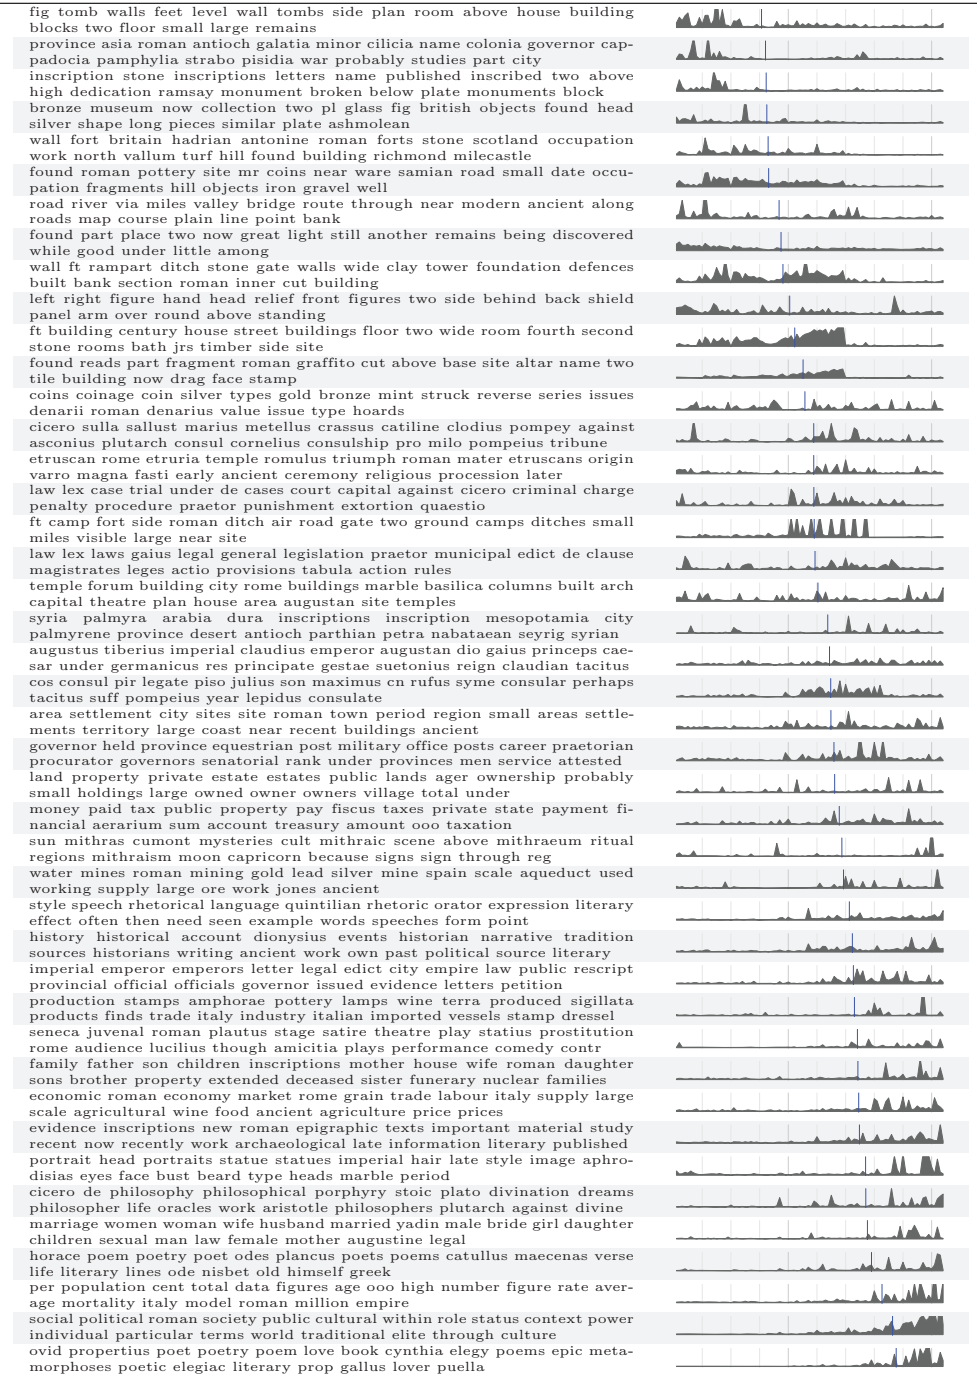 fig tomb walls feet level wall tombs side plan room above house building
blocks two floor small large remains
province asia roman antioch galatia minor cilicia name colonia governor cap-
padocia pamphylia strabo pisidia war probably studies part city
inscription stone inscriptions letters name published inscribed two above
high dedication ramsay monument broken below plate monuments block
bronze museum now collection two pl glass fig british objects found head
silver shape long pieces similar plate ashmolean
wall fort britain hadrian antonine roman forts stone scotland occupation
work north vallum turf hill found building richmond milecastle
found roman pottery site mr coins near ware samian road small date occu-
pation fragments hill objects iron gravel well
road river via miles valley bridge route through near modern ancient along
roads map course plain line point bank
found part place two now great light still another remains being discovered
while good under little among
wall ft rampart ditch stone gate walls wide clay tower foundation defences
built bank section roman inner cut building
left right figure hand head relief front figures two side behind back shield
panel arm over round above standing
ft building century house street buildings floor two wide room fourth second
stone rooms bath jrs timber side site
found reads part fragment roman graffito cut above base site altar name two
tile building now drag face stamp
coins coinage coin silver types gold bronze mint struck reverse series issues
denarii roman denarius value issue type hoards
cicero sulla sallust marius metellus crassus catiline clodius pompey against
asconius plutarch consul cornelius consulship pro milo pompeius tribune
etruscan rome etruria temple romulus triumph roman mater etruscans origin
varro magna fasti early ancient ceremony religious procession later
law lex case trial under de cases court capital against cicero criminal charge
penalty procedure praetor punishment extortion quaestio
ft camp fort side roman ditch air road gate two ground camps ditches small
miles visible large near site
law lex laws gaius legal general legislation praetor municipal edict de clause
magistrates leges actio provisions tabula action rules
temple forum building city rome buildings marble basilica columns built arch
capital theatre plan house area augustan site temples
syria palmyra arabia dura inscriptions inscription mesopotamia city
palmyrene province desert antioch parthian petra nabataean seyrig syrian
augustus tiberius imperial claudius emperor augustan dio gaius princeps cae-
sar under germanicus res principate gestae suetonius reign claudian tacitus
cos consul pir legate piso julius son maximus cn rufus syme consular perhaps
tacitus suff pompeius year lepidus consulate
area settlement city sites site roman town period region small areas settle-
ments territory large coast near recent buildings ancient
governor held province equestrian post military office posts career praetorian
procurator governors senatorial rank under provinces men service attested
land property private estate estates public lands ager ownership probably
small holdings large owned owner owners village total under
money paid tax public property pay fiscus taxes private state payment fi-
nancial aerarium sum account treasury amount ooo taxation
sun mithras cumont mysteries cult mithraic scene above mithraeum ritual
regions mithraism moon capricorn because signs sign through reg
water mines roman mining gold lead silver mine spain scale aqueduct used
working supply large ore work jones ancient
style speech rhetorical language quintilian rhetoric orator expression literary
effect often then need seen example words speeches form point
history historical account dionysius events historian narrative tradition
sources historians writing ancient work own past political source literary
imperial emperor emperors letter legal edict city empire law public rescript
provincial official officials governor issued evidence letters petition
production stamps amphorae pottery lamps wine terra produced sigillata
products finds trade italy industry italian imported vessels stamp dressel
seneca juvenal roman plautus stage satire theatre play statius prostitution
rome audience lucilius though amicitia plays performance comedy contr
family father son children inscriptions mother house wife roman daughter
sons brother property extended deceased sister funerary nuclear families
economic roman economy market rome grain trade labour italy supply large
scale agricultural wine food ancient agriculture price prices
evidence inscriptions new roman epigraphic texts important material study
recent now recently work archaeological late information literary published
portrait head portraits statue statues imperial hair late style image aphro-
disias eyes face bust beard type heads marble period
cicero de philosophy philosophical porphyry stoic plato divination dreams
philosopher life oracles work aristotle philosophers plutarch against divine
marriage women woman wife husband married yadin male bride girl daughter
children sexual man law female mother augustine legal
horace poem poetry poet odes plancus poets poems catullus maecenas verse
life literary lines ode nisbet old himself greek
per population cent total data figures age ooo high number figure rate aver-
age mortality italy model roman million empire
social political roman society public cultural within role status context power
individual particular terms world traditional elite through culture
ovid propertius poet poetry poem love book cynthia elegy poems epic meta-
morphoses poetic elegiac literary prop gallus lover puella